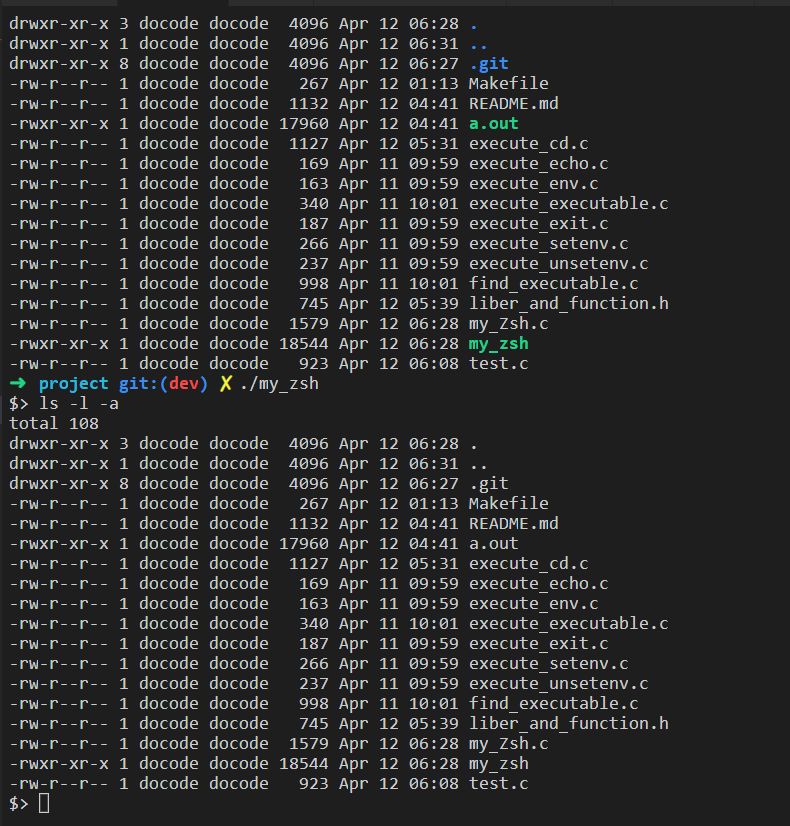 drwxr-xr-x 3 docode docode  4096 Apr 12 06:28 .
drwxr-xr-x 1 docode docode  4096 Apr 12 06:31 ..
drwxr-xr-x 8 docode docode  4096 Apr 12 06:27 .git
-rw-r--r-- 1 docode docode   267 Apr 12 01:13 Makefile
-rw-r--r-- 1 docode docode  1132 Apr 12 04:41 README.md
-rwxr-xr-x 1 docode docode 17960 Apr 12 04:41 a.out
-rw-r--r-- 1 docode docode  1127 Apr 12 05:31 execute_cd.c
-rw-r--r-- 1 docode docode   169 Apr 11 09:59 execute_echo.c
-rw-r--r-- 1 docode docode   163 Apr 11 09:59 execute_env.c
-rw-r--r-- 1 docode docode   340 Apr 11 10:01 execute_executable.c
-rw-r--r-- 1 docode docode   187 Apr 11 09:59 execute_exit.c
-rw-r--r-- 1 docode docode   266 Apr 11 09:59 execute_setenv.c
-rw-r--r-- 1 docode docode   237 Apr 11 09:59 execute_unsetenv.c
-rw-r--r-- 1 docode docode   998 Apr 11 10:01 find_executable.c
-rw-r--r-- 1 docode docode   745 Apr 12 05:39 liber_and_function.h
-rw-r--r-- 1 docode docode  1579 Apr 12 06:28 my_Zsh.c
-rwxr-xr-x 1 docode docode 18544 Apr 12 06:28 my_zsh
-rw-r--r-- 1 docode docode   923 Apr 12 06:08 test.c
➜  project git:(dev) ✗ ./my_zsh
$> ls -l -a
total 108
drwxr-xr-x 3 docode docode  4096 Apr 12 06:28 .
drwxr-xr-x 1 docode docode  4096 Apr 12 06:31 ..
drwxr-xr-x 8 docode docode  4096 Apr 12 06:27 .git
-rw-r--r-- 1 docode docode   267 Apr 12 01:13 Makefile
-rw-r--r-- 1 docode docode  1132 Apr 12 04:41 README.md
-rwxr-xr-x 1 docode docode 17960 Apr 12 04:41 a.out
-rw-r--r-- 1 docode docode  1127 Apr 12 05:31 execute_cd.c
-rw-r--r-- 1 docode docode   169 Apr 11 09:59 execute_echo.c
-rw-r--r-- 1 docode docode   163 Apr 11 09:59 execute_env.c
-rw-r--r-- 1 docode docode   340 Apr 11 10:01 execute_executable.c
-rw-r--r-- 1 docode docode   187 Apr 11 09:59 execute_exit.c
-rw-r--r-- 1 docode docode   266 Apr 11 09:59 execute_setenv.c
-rw-r--r-- 1 docode docode   237 Apr 11 09:59 execute_unsetenv.c
-rw-r--r-- 1 docode docode   998 Apr 11 10:01 find_executable.c
-rw-r--r-- 1 docode docode   745 Apr 12 05:39 liber_and_function.h
-rw-r--r-- 1 docode docode  1579 Apr 12 06:28 my_Zsh.c
-rwxr-xr-x 1 docode docode 18544 Apr 12 06:28 my_zsh
-rw-r--r-- 1 docode docode   923 Apr 12 06:08 test.c
$>